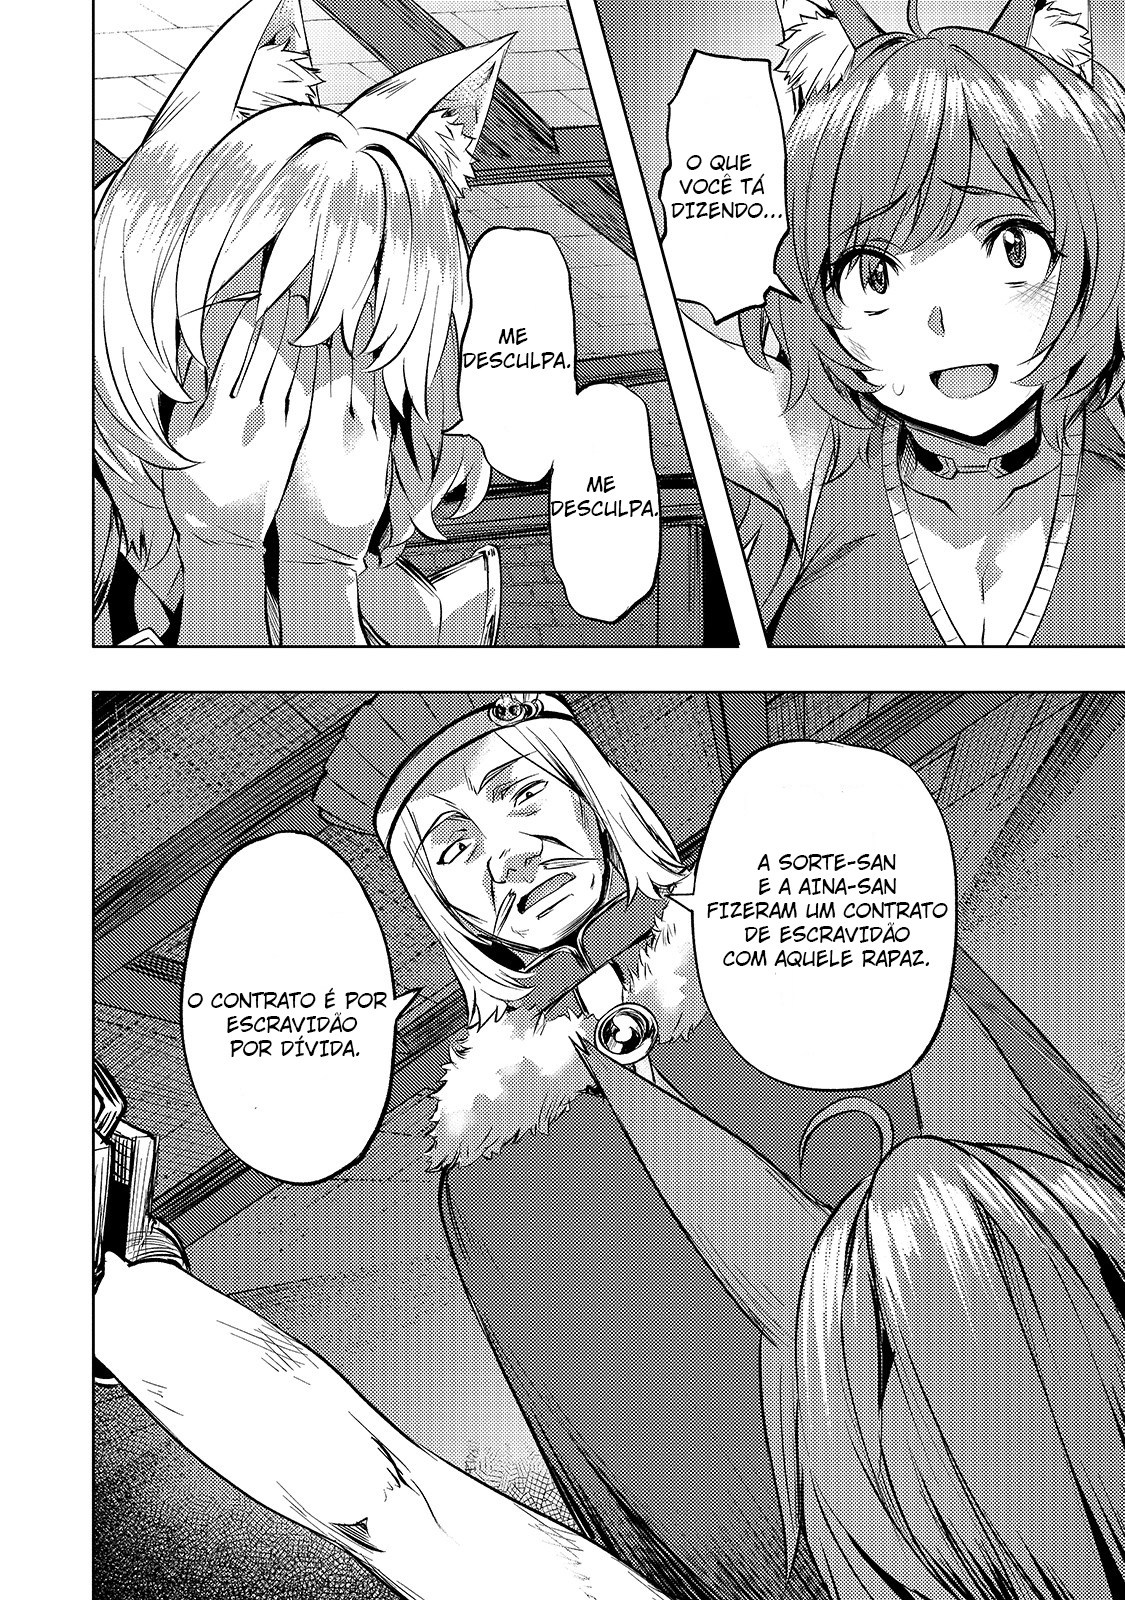 O QUE
VOCÊ TÁ
DIZENDO...
ME
DESCULPA.
ME
DESCULPA.
A SORTE-SAN
E A AINA-SAN
FIZERAM UM CONTRATO
DE ESCRAVIDÃO
COM AQUELE RAPAZ.
O CONTRATO É POR
ESCRAVIDÃO
POR DÍVIDA.